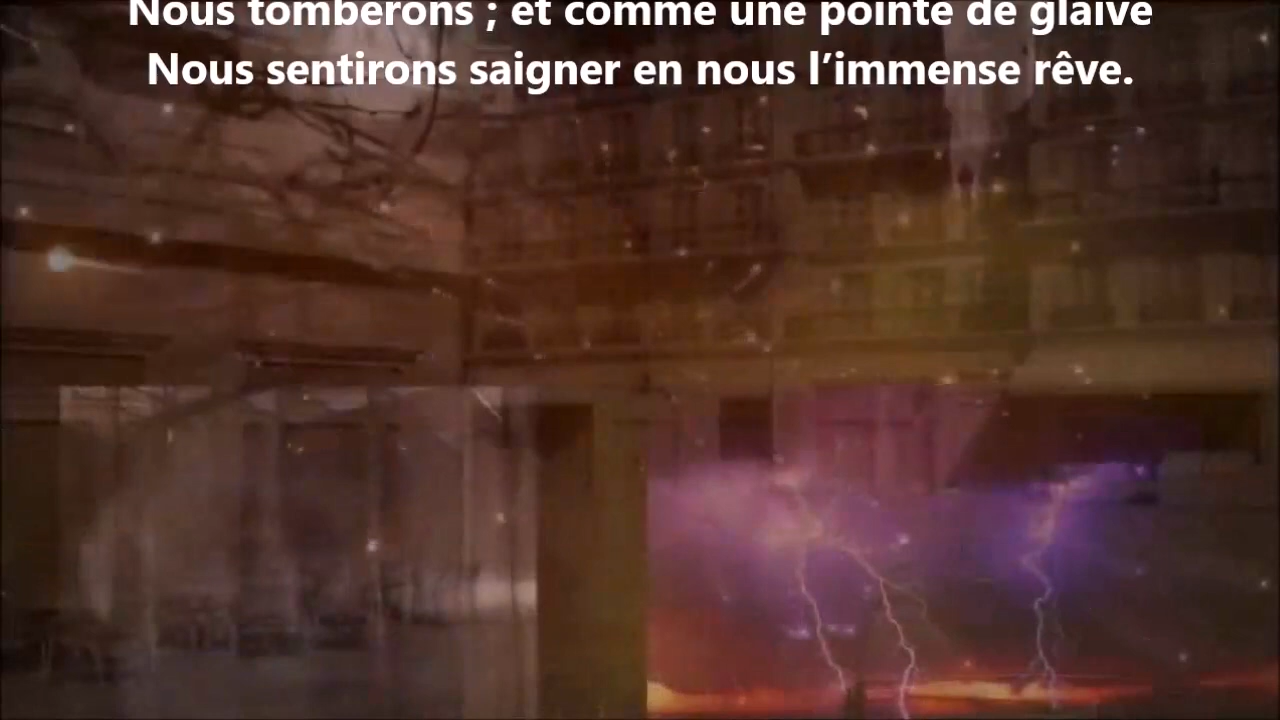 Nous tomberons ; et comme une pointe de glaive
Nous sentirons saigner en nous l’immense rêve.